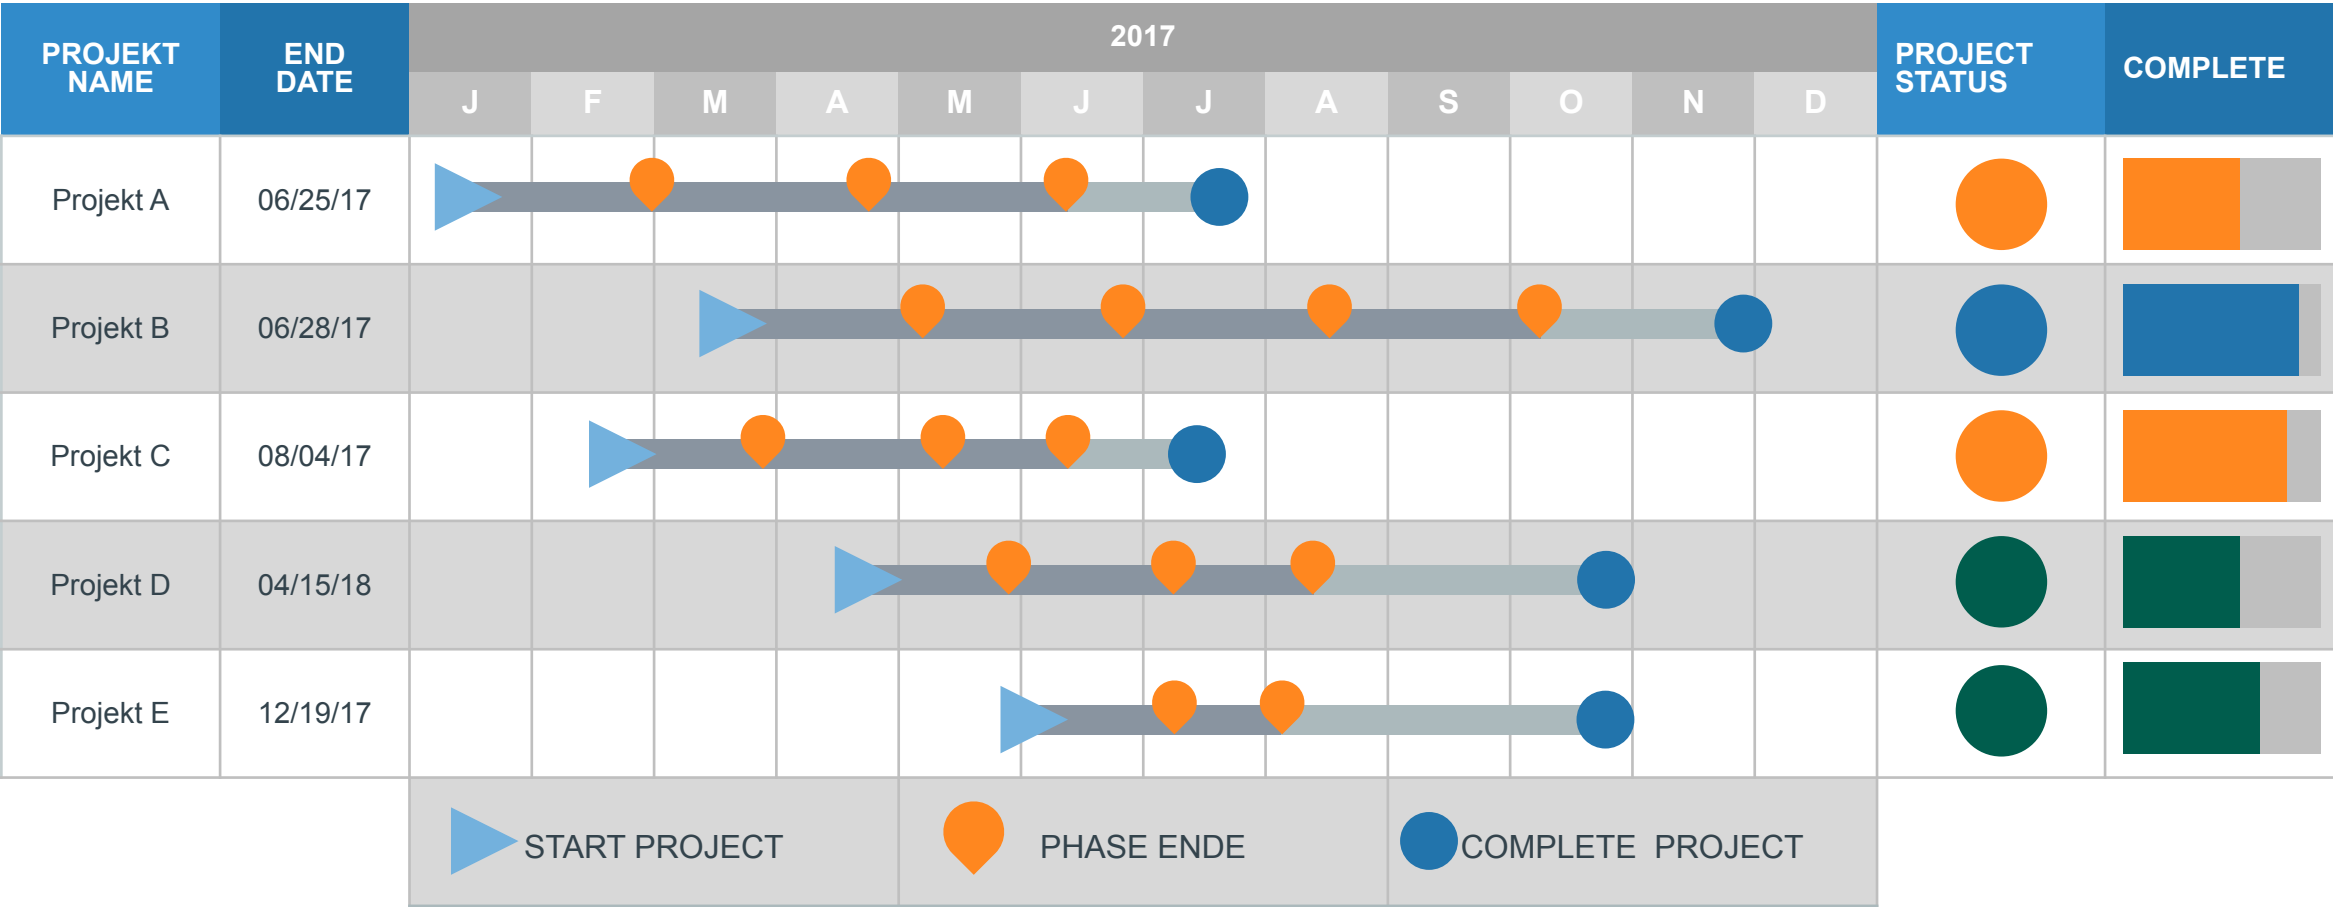 PROJEKT
NAME
END
DATE
2017
PROJECT
STATUS
COMPLETE
J F M A M J J A S O N D
Projekt A 06/25/17
Projekt B 06/28/17
Projekt C 08/04/17
Projekt D 04/15/18
Projekt E 12/19/17
START PROJECT PHASE ENDE COMPLETE PROJECT